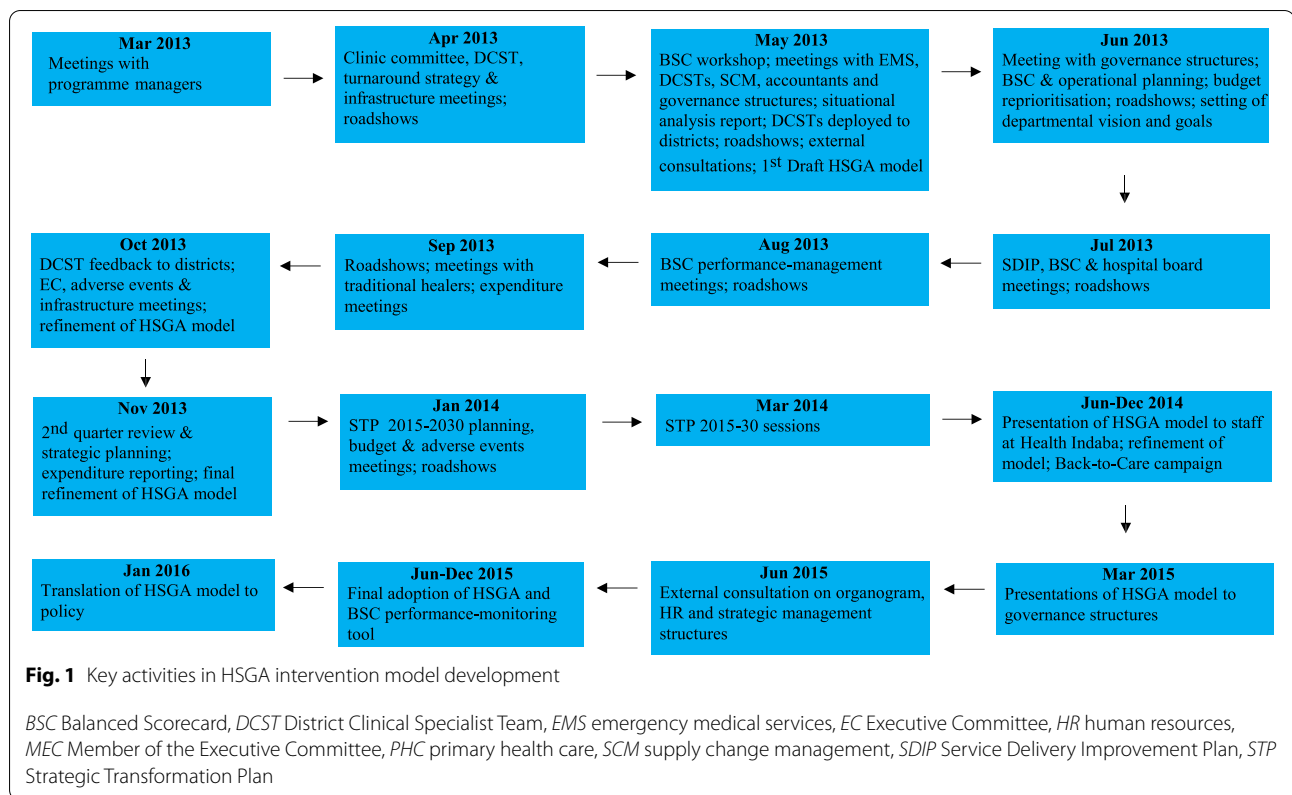 Mar 2013
Meetings with
programme managers
Apr 2013
Clinic committee, DCST,
turnaround strategy &
infrastructure meetings;
roadshows
May 2013
BSC workshop; meetings with EMS,
DCSTs, SCM, accountants and
governance structures; situational
analysis report; DCSTs deployed to
districts; roadshows; external
consultations; 1st Draft HSGA model
Jun 2013
Meeting with governance structures;
BSC & operational planning; budget
reprioritisation; roadshows; setting of
departmental vision and goals
Jul 2013
SDIP, BSC & hospital board
meetings; roadshows
Aug 2013
BSC performance-management
meetings; roadshows
Sep 2013
Roadshows; meetings with
traditional healers; expenditure
meetings
Oct 2013
DCST feedback to districts;
EC, adverse events &
infrastructure meetings;
refinement of HSGA model
Nov 2013
2nd quarter review &
strategic planning;
expenditure reporting; final
refinement of HSGA model
Jan 2014
STP 2015-2030 planning,
budget & adverse events
meetings; roadshows
Mar 2014
STP 2015-30 sessions
Jun-Dec 2014
Presentation of HSGA model to staff
at Health Indaba; refinement of
model; Back-to-Care campaign
Mar 2015
Presentations of HSGA model to
governance structures
Jun 2015
External consultation on organogram,
HR and strategic management
structures
Jun-Dec 2015
Final adoption of HSGA and
BSC performance-monitoring
tool
Jan 2016
Translation of HSGA model to
policy
Fig. 1 Key activities in HSGA intervention model development
BSC Balanced Scorecard, DCST District Clinical Specialist Team, EMS emergency medical services, EC Executive Committee, HR human resources,
MEC Member of the Executive Committee, PHC primary health care, SCM supply change management, SDIP Service Delivery Improvement Plan, STP
Strategic Transformation Plan